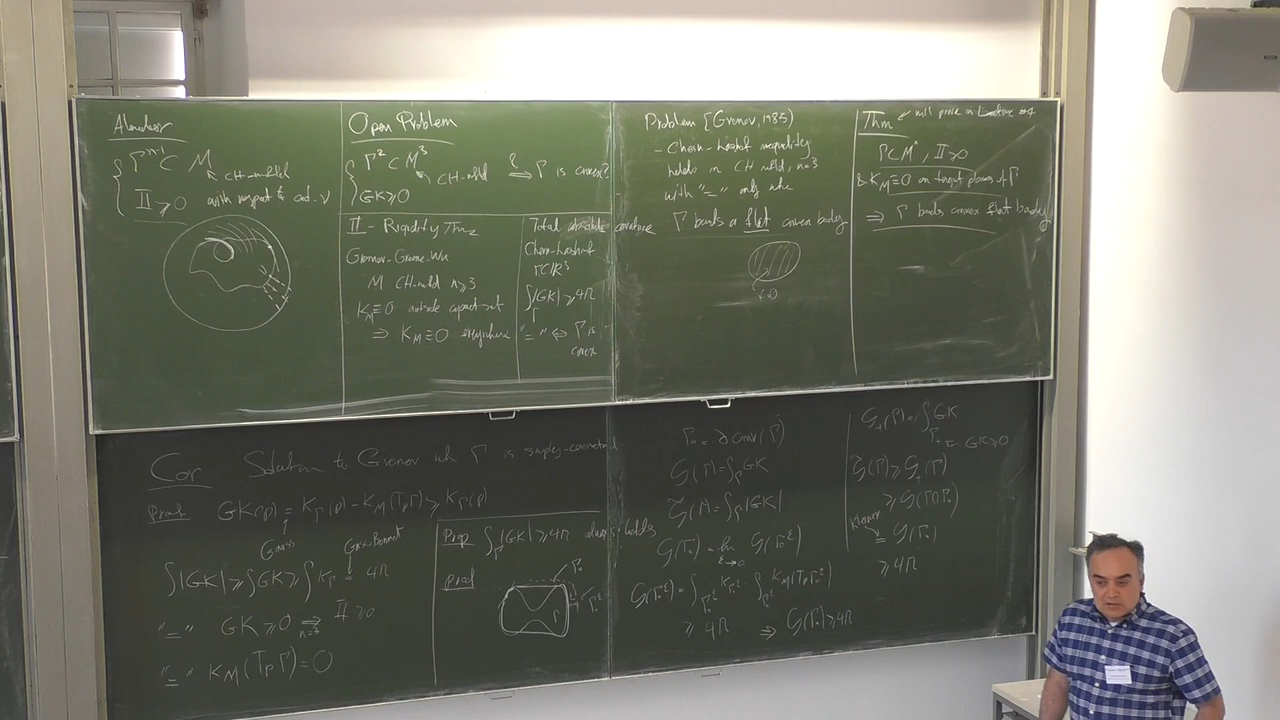 Γⁿ⁻¹ ⊂ M
CH-mfld
II ≥ 0 with respect to out. ν
Open Problem
Γ² ⊂ M³
CH-mfld
GK ≥ 0
⟹ Γ is convex?
II - Rigidity Thms
Gromov-Greene-Wu
M CH-mfld n ≥ 3
K_M ≡ 0 outside compact set
⇒ K_M ≡ 0 everywhere
Total absolute curvature
Chern-Lashof
Γ ⊂ ℝ³
∫_Γ |GK| ≥ 4π
"=" ⇔ Γ is convex
Problem [Gromov, 1985)
- Chern-Lashof inequality
holds in CH mfld, n=3
with "=" only when
Γ bounds a flat convex body
Thm will prove in Lecture #4
Γ ⊂ Mⁿ, II ≥ 0
& K_M ≡ 0 on tangent planes of Γ
⇒ Γ bounds convex flat body
Cor Solution to Gromov when Γ is simply-connected
Proof GK(p) = K_Γ(p) - K_M(T_pΓ) ≥ K_Γ(p)
Gauss
Gauss-Bonnet
∫|GK| ≥ ∫GK ≥ ∫K_Γ = 4π
"=" GK ≥ 0 ⟹ II ≥ 0
n=3
"=" K_M(T_pΓ) = 0
Prop ∫_Γ |GK| ≥ 4π always holds
proof
Γ₀
Γ₀^ε
Γ
Γ₀ = ∂conv(Γ)
𝒢(Γ) = ∫_Γ GK
𝒢̃(Γ) = ∫_Γ |GK|
𝒢(Γ₀) = lim_{ε→0} 𝒢(Γ₀^ε)
𝒢(Γ₀^ε) = ∫_{Γ₀^ε} K_{Γ₀^ε} - ∫_{Γ₀^ε} K_M(T_pΓ₀^ε)
≥ 4π ⇒ 𝒢(Γ₀) ≥ 4π
𝒢₊(Γ) = ∫_{Γ₊} GK
GK ≥ 0
𝒢̃(Γ) ≥ 𝒢₊(Γ)
≥ 𝒢(Γ∩Γ₀)
Kleiner
= 𝒢(Γ₀)
≥ 4π